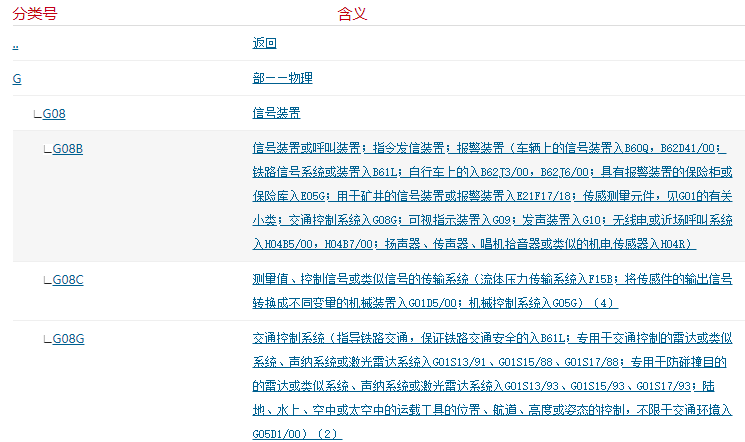 分类号 含义
.. 返回
G 部——物理
∟G08 信号装置
∟G08B 信号装置或呼叫装置；指令发信装置；报警装置（车辆上的信号装置入B60Q，B62D41/00；
铁路信号系统或装置入B61L；自行车上的入B62J3/00，B62J6/00；具有报警装置的保险柜或
保险库入E05G；用于矿井的信号装置或报警装置入E21F17/18；传感测量元件，见G01的有关
小类；交通控制系统入G08G；可视指示装置入G09；发声装置入G10；无线电或近场呼叫系统
入H04B5/00，H04B7/00；扬声器、传声器、唱机拾音器或类似的机电传感器入H04R）
∟G08C 测量值、控制信号或类似信号的传输系统（流体压力传输系统入F15B；将传感件的输出信号
转换成不同变量的机械装置入G01D5/00；机械控制系统入G05G）（4）
∟G08G 交通控制系统（指导铁路交通，保证铁路交通安全的入B61L；专用于交通控制的雷达或类似
系统、声纳系统或激光雷达系统入G01S13/91、G01S15/88、G01S17/88；专用于防碰撞目的
的雷达或类似系统、声纳系统或激光雷达系统入G01S13/93、G01S15/93、G01S17/93；陆
地、水上、空中或太空中的运载工具的位置、航道、高度或姿态的控制，不限于交通环境入
G05D1/00）（2）